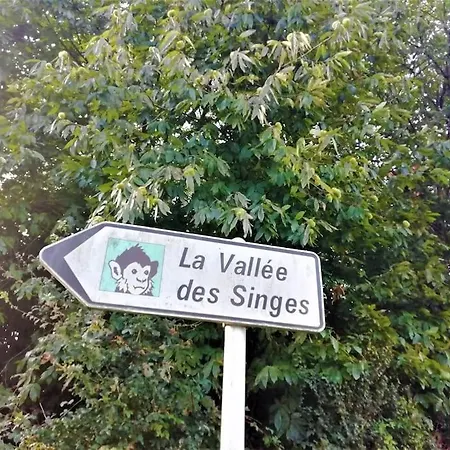 La Vallée
des Singes